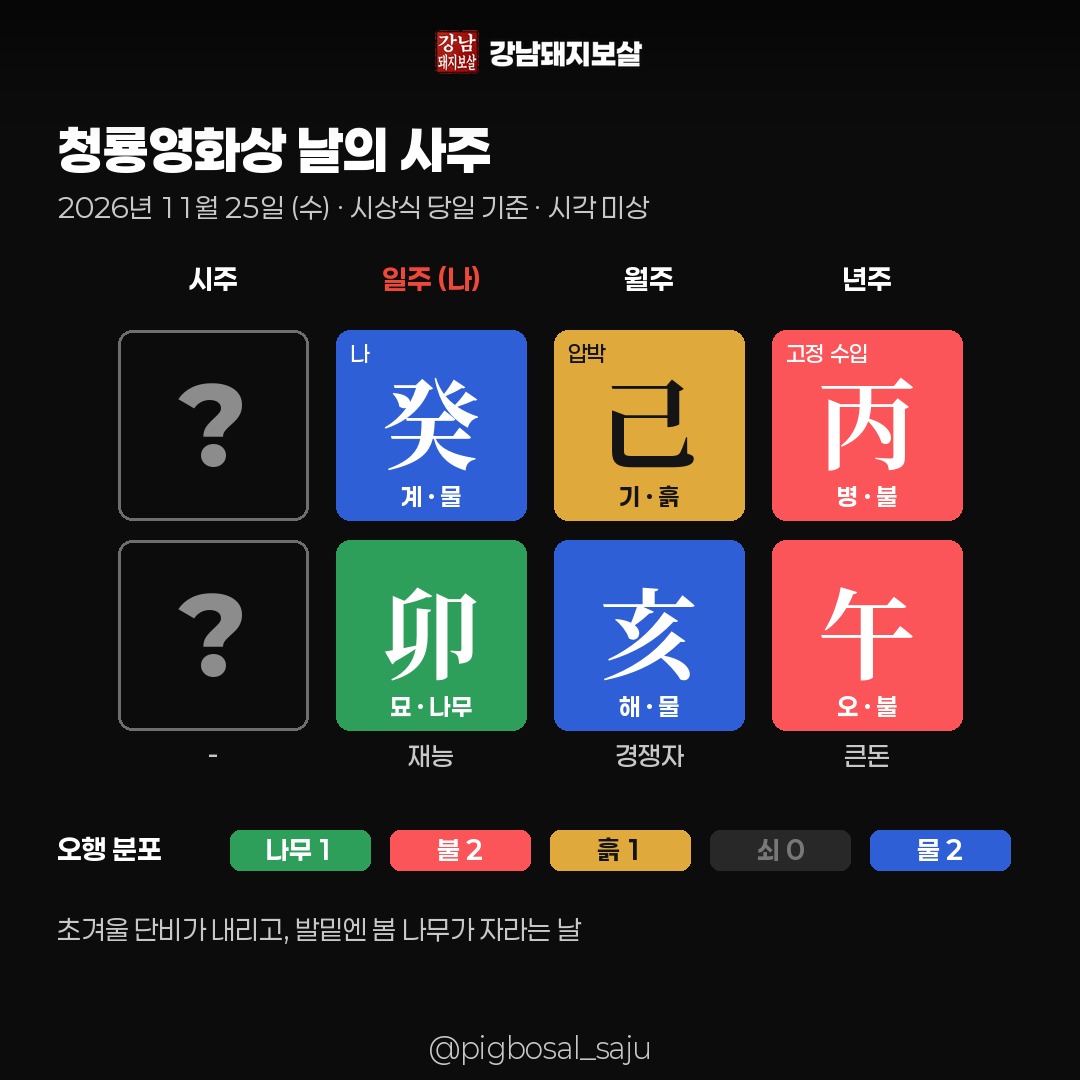 강남
돼지보살
강남돼지보살
청룡영화상 날의 사주
2026년 11월 25일 (수) · 시상식 당일 기준 · 시각 미상
시주 일주 (나) 월주 년주
? 나 압박 고정 수입
癸 己 丙
계 · 물 기 · 흙 병 · 불
? 卯 亥 午
묘 · 나무 해 · 물 오 · 불
- 재능 경쟁자 큰돈
오행 분포 나무 1 불 2 흙 1 쇠 0 물 2
초겨울 단비가 내리고, 발밑엔 봄 나무가 자라는 날
@pigbosal_saju